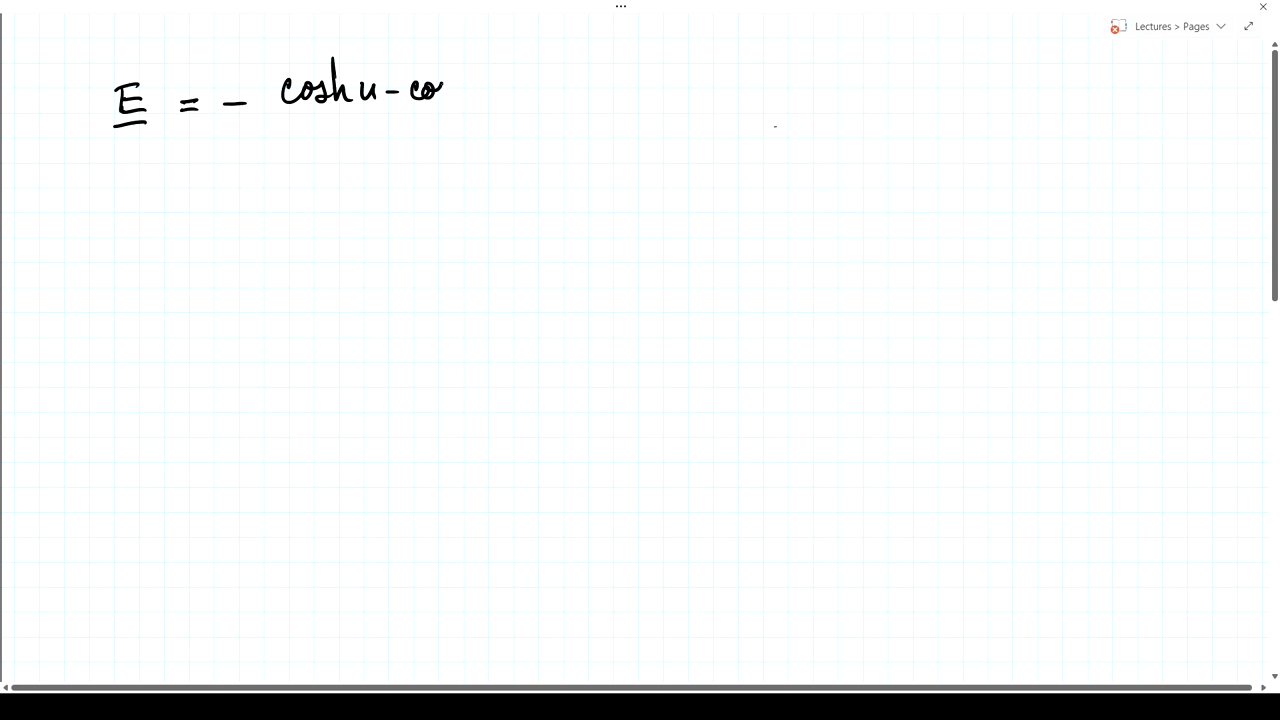 Lectures > Pages
E = - cosh u - co